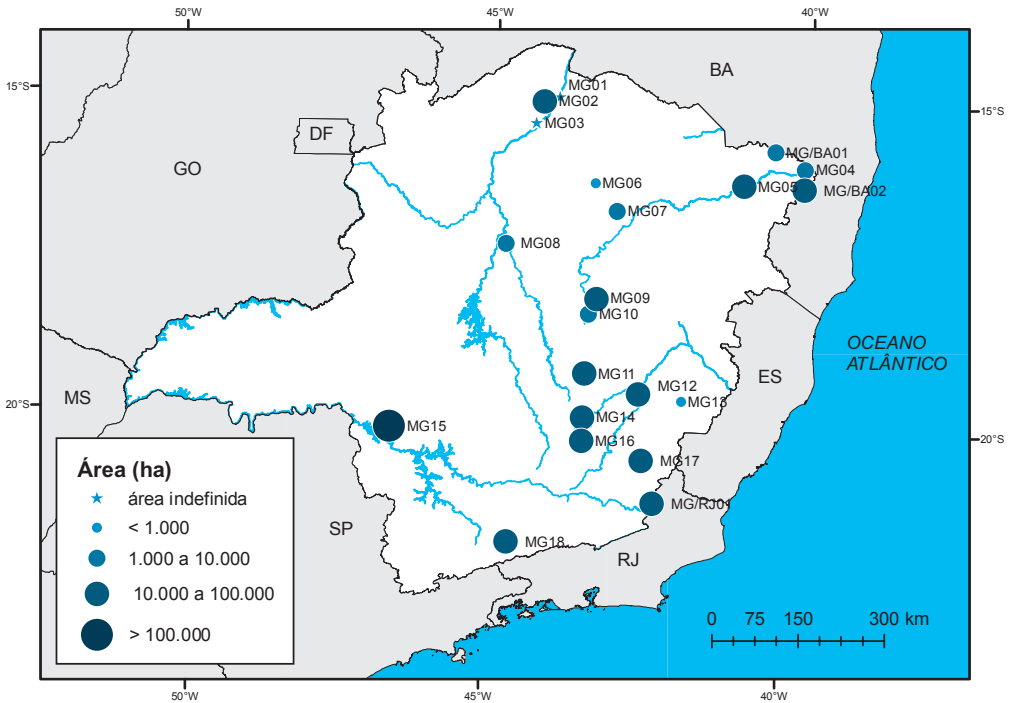 50°W 45°W 40°W
15°S
15°S
BA
MG01
MG02
MG03
DF
GO
MG/BA01
MG04
MG06
MG05
MG/BA02
MG07
MG08
MG09
MG10
OCEANO
ATLÂNTICO
MG11
MG12
ES
MS
MG13
20°S
MG14
MG15
20°S
MG16
MG17
Área (ha)
área indefinida
< 1.000
1.000 a 10.000
10.000 a 100.000
> 100.000
MG/RJ01
SP
MG18
RJ
0 75 150 300 km
50°W 45°W 40°W